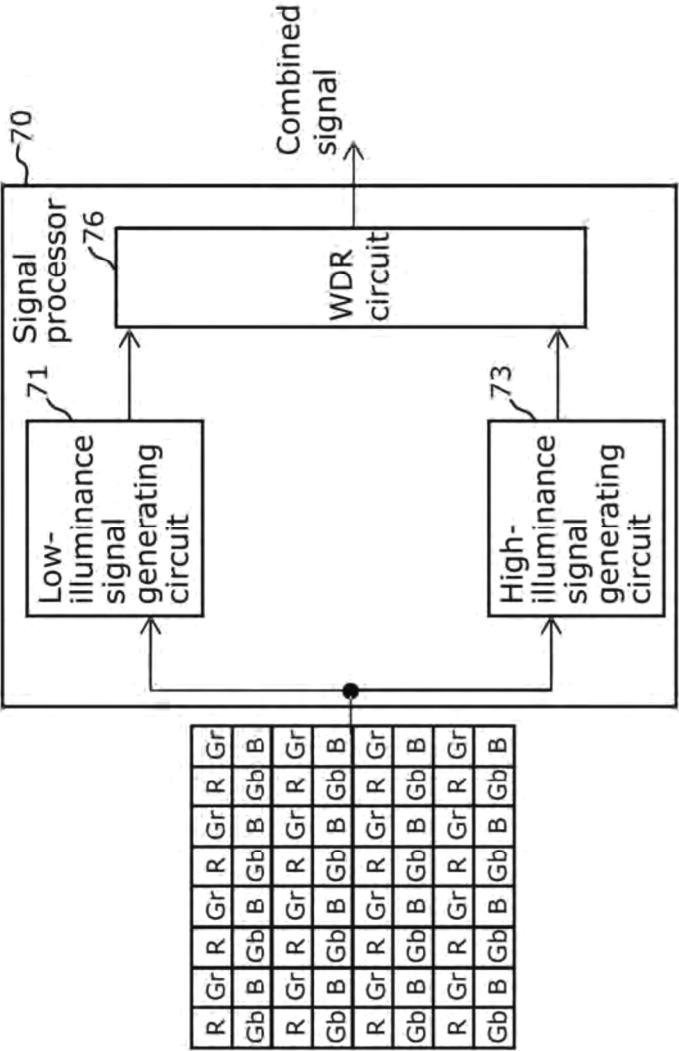 70
Signal
processor
71
76
Low-
illuminance
signal
generating
circuit
R Gr R Gr R Gr R Gr
Gb B Gb B Gb B Gb B
R Gr R Gr R Gr R Gr
Gb B Gb B Gb B Gb B
R Gr R Gr R Gr R Gr
Gb B Gb B Gb B Gb B
R Gr R Gr R Gr R Gr
Gb B Gb B Gb B Gb B
WDR
circuit
Combined
signal
73
High-
illuminance
signal
generating
circuit